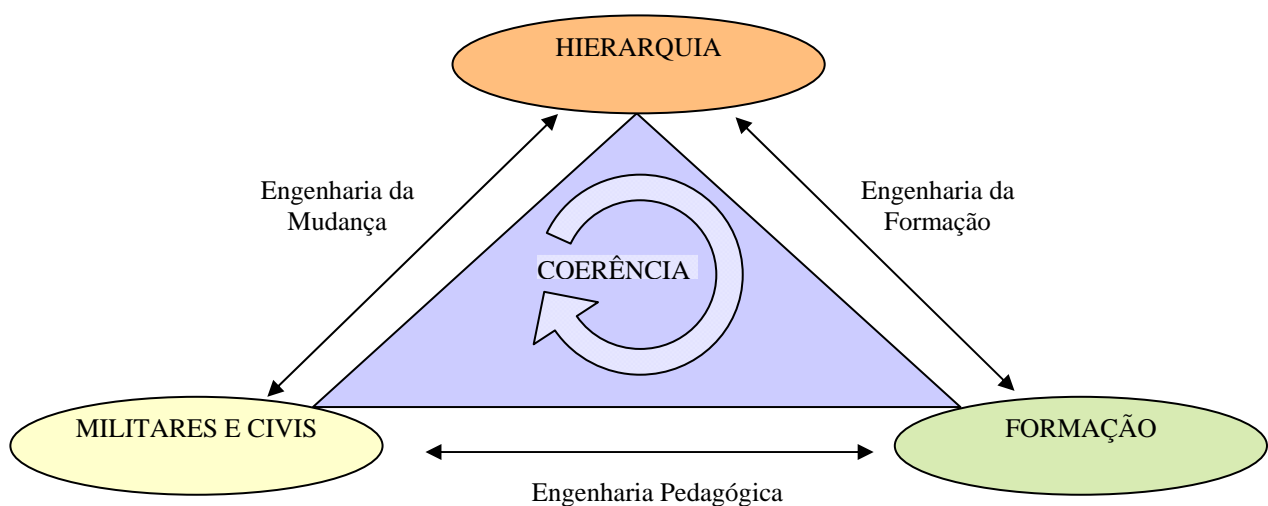 HIERARQUIA
Engenharia da
Mudança
Engenharia da
Formação
COERÊNCIA
MILITARES E CIVIS
FORMAÇÃO
Engenharia Pedagógica